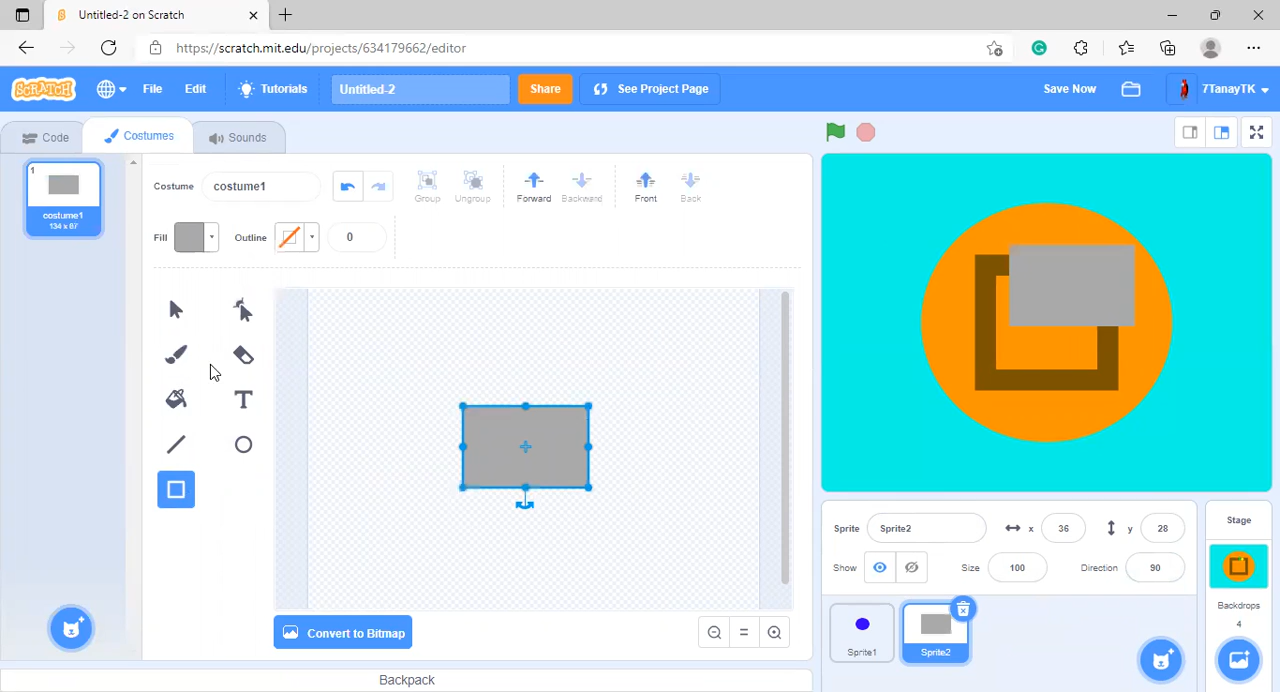 Untitled-2 on Scratch
https://scratch.mit.edu/projects/634179662/editor
SCRATCH File Edit Tutorials Untitled-2 Share See Project Page Save Now 7TanayTK
Code Costumes Sounds
1
costume1
134 x 67
Costume costume1 Group Ungroup Forward Backward Front Back
Fill Outline 0
T
Convert to Bitmap
Backpack
Sprite Sprite2 x 36 y 28
Show Size 100 Direction 90
Sprite1 Sprite2
Stage
Backdrops
4